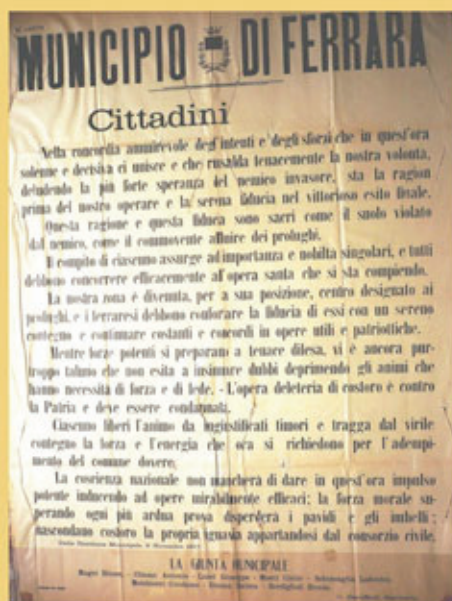 MUNICIPIO DI FERRARA
Cittadini
Nella concordia ammirevole degl'intenti e degli sforzi che in quest'ora
solenne e decisiva ci unisce e che rinsalda tenacemente la nostra volontà,
deludendo la più forte speranza del nemico invasore, sta la ragion
prima del nostro operare e la serena fiducia nel vittorioso esito finale.
Questa ragione e questa fiducia sono sacri come il suolo violato
dal nemico, come il commovente affluire dei profughi.
Il compito di ciascuno assurge ad importanza e nobiltà singolari, e tutti
debbono concorrere efficacemente all'opera santa che si sta compiendo.
La nostra zona è divenuta, per a sua posizione, centro designato ai
profughi, e i ferraresi debbono confortare la fiducia di essi con un sereno
contegno e continuare costanti e concordi in opere utili e patriottiche.
Mentre forze potenti si preparano a tenace difesa, vi è ancora pur-
troppo taluno che non esita a insinuare dubbi deprimendo gli animi che
hanno necessità di forza e di fede. - L'opera deleteria di costoro è contro
la Patria e deve essere condannata.
Ciascuno liberi l'animo da ingiustificati timori e tragga dal virile
contegno la forza e l'energia che ora si richiedono per l'adempi-
mento del comune dovere.
La coscienza nazionale non mancherà di dare in quest'ora impulso
potente inducendo ad opere mirabilmente efficaci; la forza morale su-
perando ogni più ardua prova disperderà i pavidi e gli imbelli;
nascondano costoro la propria ignavia appartandosi dal consorzio civile.
Dalla Residenza Municipale, Novembre
LA GIUNTA MUNICIPALE